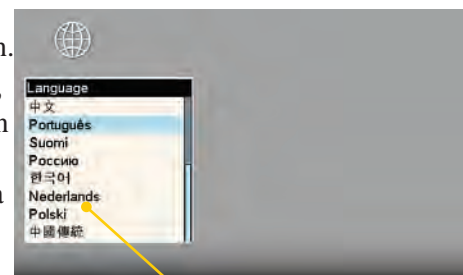 Language
中文
Português
Suomi
Россию
한국어
Nederlands
Polski
中國傳統